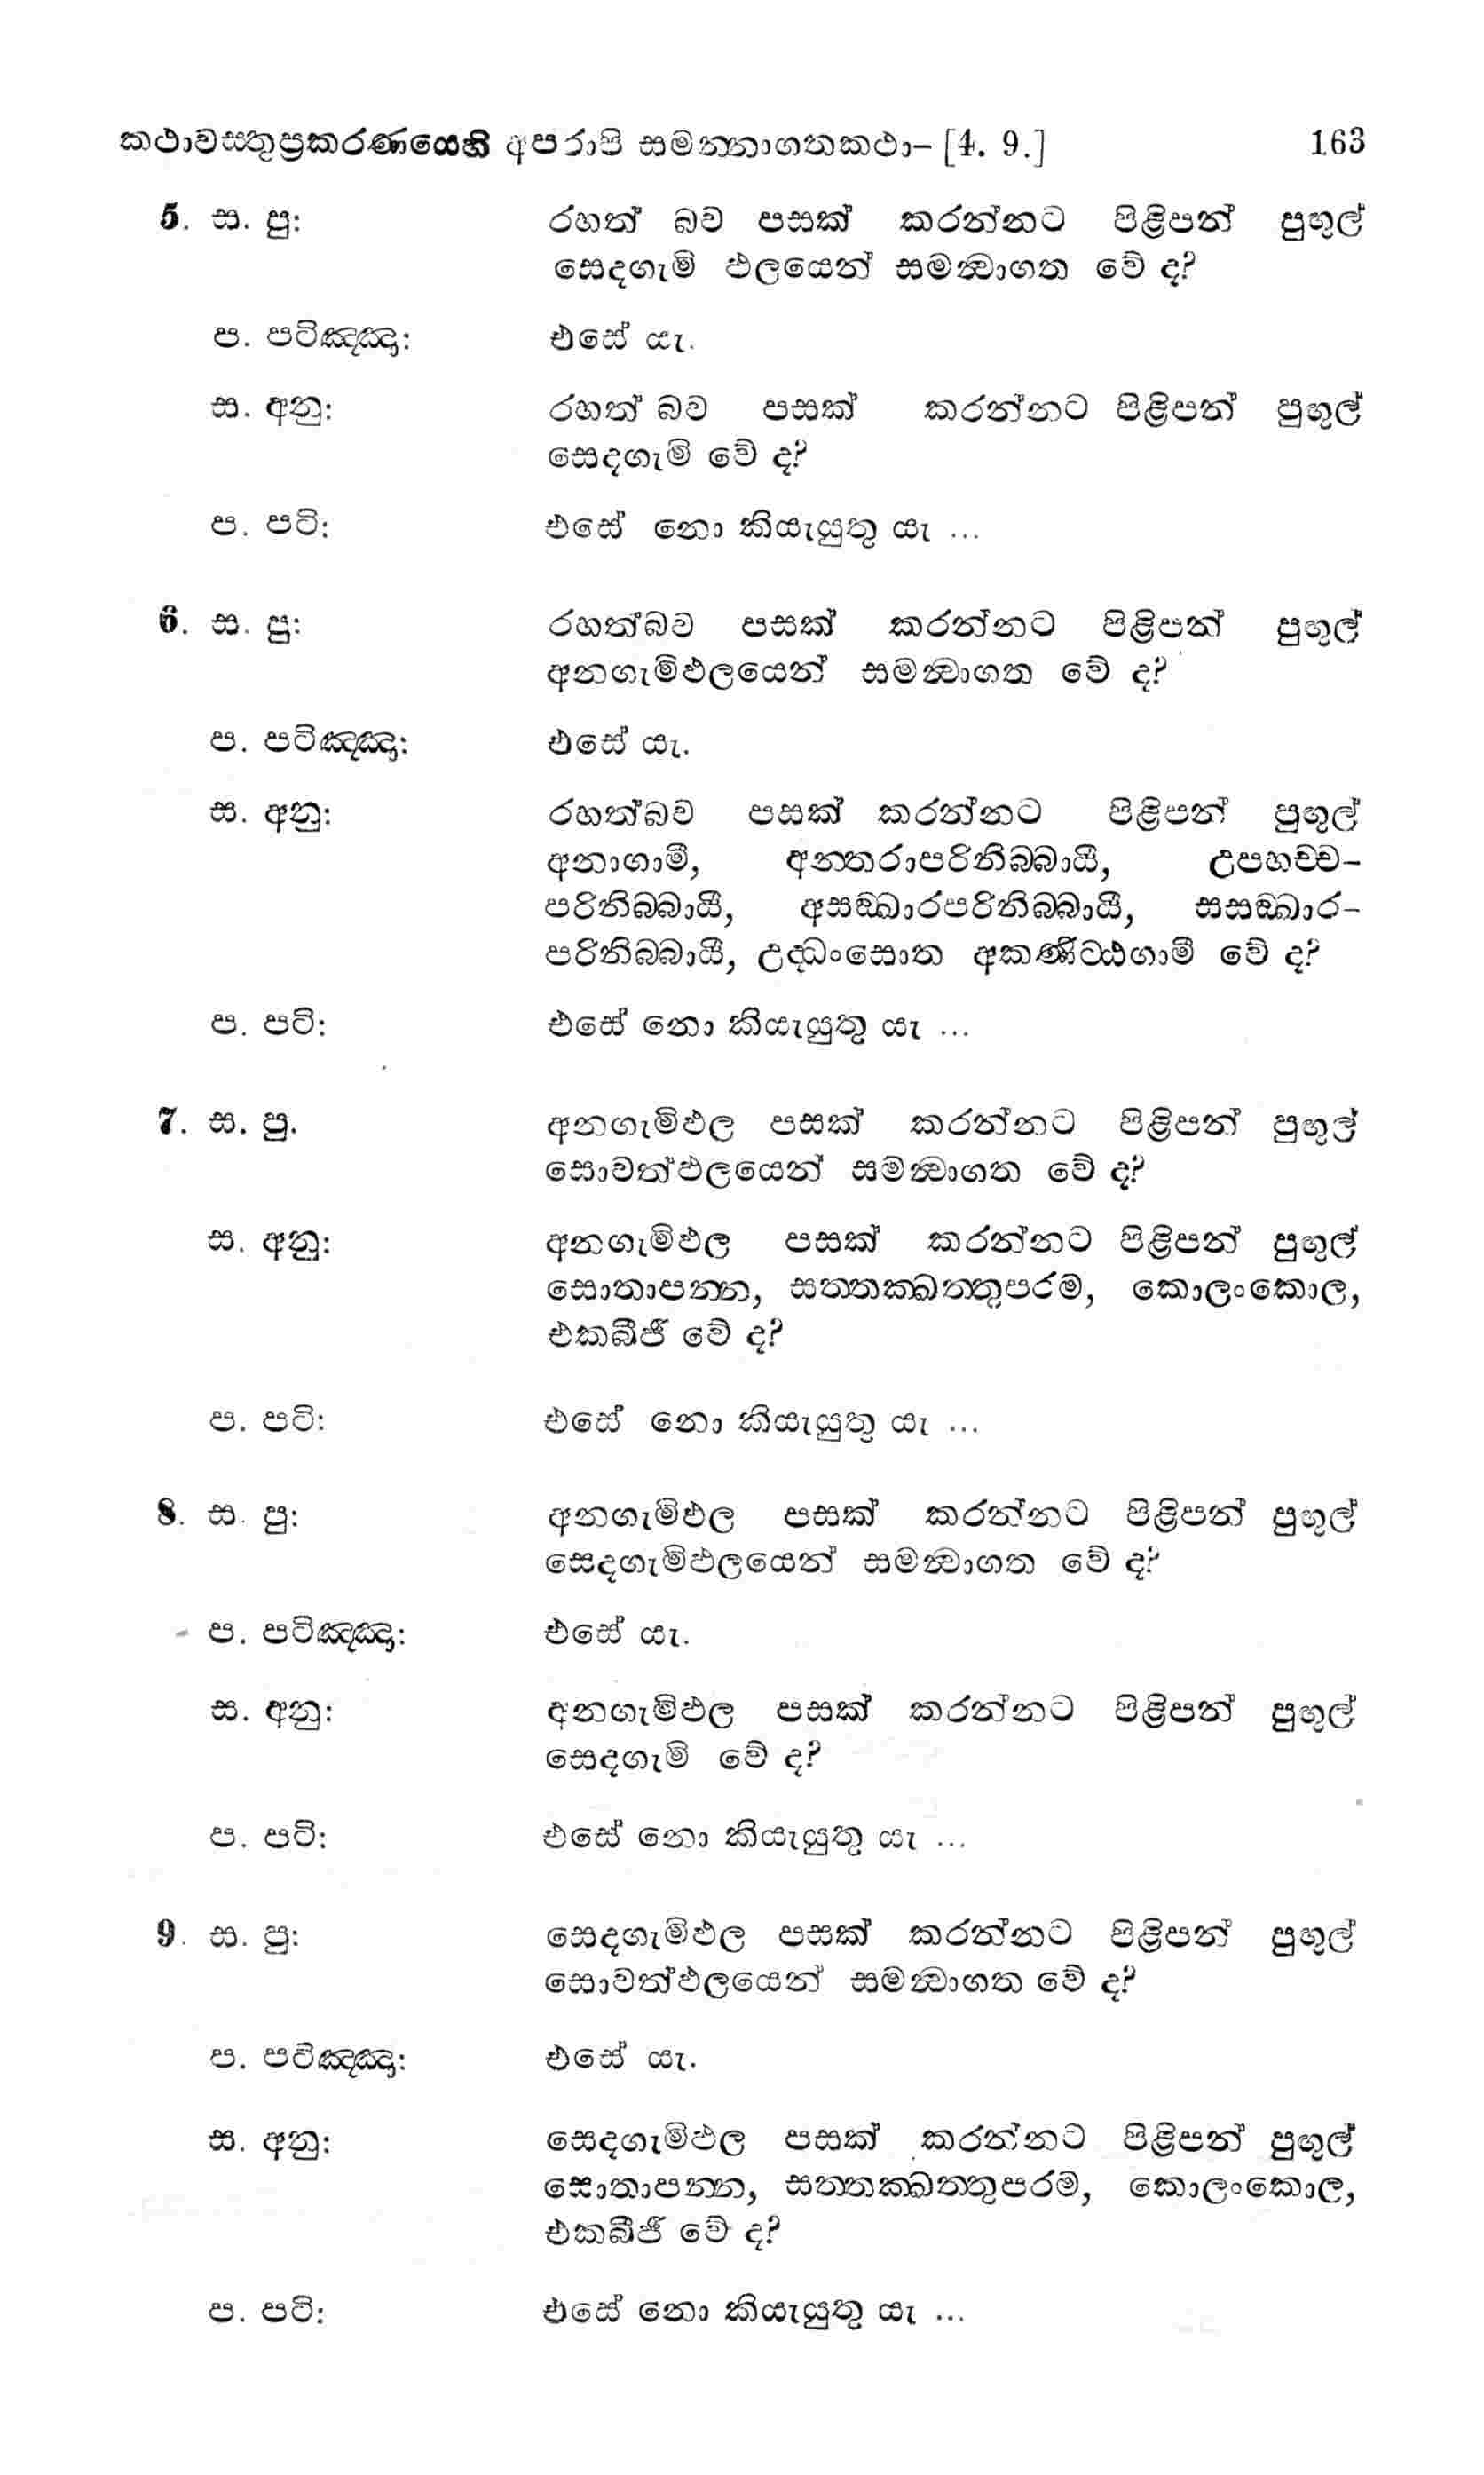 කථාවස්තුප්‍රකරණයෙහි අපරාපි සමන්නාගතකථා– [4. 9.] 163
5. ස. පු: රහත් බව පසක් කරන්නට පිළිපන් පුඟුල්
සෙදගැමි ඵලයෙන් සමන්‍වාගත වේ ද?
ප. පටිඤ්ඤා: එසේ යැ.
ස. අනු: රහත් බව පසක් කරන්නට පිළිපන් පුඟුල්
සෙදගැමි වේ ද?
ප. පටි: එසේ නො කියැයුතු යැ ...
6. ස. පු: රහත්බව පසක් කරන්නට පිළිපන් පුඟුල්
අනගැමිඵලයෙන් සමන්‍වාගත වේ ද?
ප. පටිඤ්ඤා: එසේ යැ.
ස. අනු: රහත්බව පසක් කරන්නට පිළිපන් පුඟුල්
අනාගාමී, අන්තරාපරිනිබ්බායී, උපහච්ච-
පරිනිබ්බායී, අසඞ්ඛාරපරිනිබ්බායී, සසඞ්ඛාර-
පරිනිබ්බායී, උද්ධංසොත අකණිට්ඨගාමී වේ ද?
ප. පටි: එසේ නො කියැයුතු යැ ...
7. ස. පු. අනගැමිඵල පසක් කරන්නට පිළිපන් පුඟුල්
සොවත්ඵලයෙන් සමන්‍වාගත වේ ද?
ස. අනු: අනගැමිඵල පසක් කරන්නට පිළිපන් පුඟුල්
සොතාපන්න, සත්තක්ඛත්තුපරම, කොලංකොල,
එකබීජී වේ ද?
ප. පටි: එසේ නො කියැයුතු යැ ...
8. ස. පු: අනගැමිඵල පසක් කරන්නට පිළිපන් පුඟුල්
සෙදගැමිඵලයෙන් සමන්‍වාගත වේ ද?
ප. පටිඤ්ඤා: එසේ යැ.
ස. අනු: අනගැමිඵල පසක් කරන්නට පිළිපන් පුඟුල්
සෙදගැමි වේ ද?
ප. පටි: එසේ නො කියැයුතු යැ ...
9. ස. පු: සෙදගැමිඵල පසක් කරන්නට පිළිපන් පුඟුල්
සොවත්ඵලයෙන් සමන්‍වාගත වේ ද?
ප. පටිඤ්ඤා: එසේ යැ.
ස. අනු: සෙදගැමිඵල පසක් කරන්නට පිළිපන් පුඟුල්
සොතාපන්න, සත්තක්ඛත්තුපරම, කොලංකොල,
එකබීජී වේ ද?
ප. පටි: එසේ නො කියැයුතු යැ ...